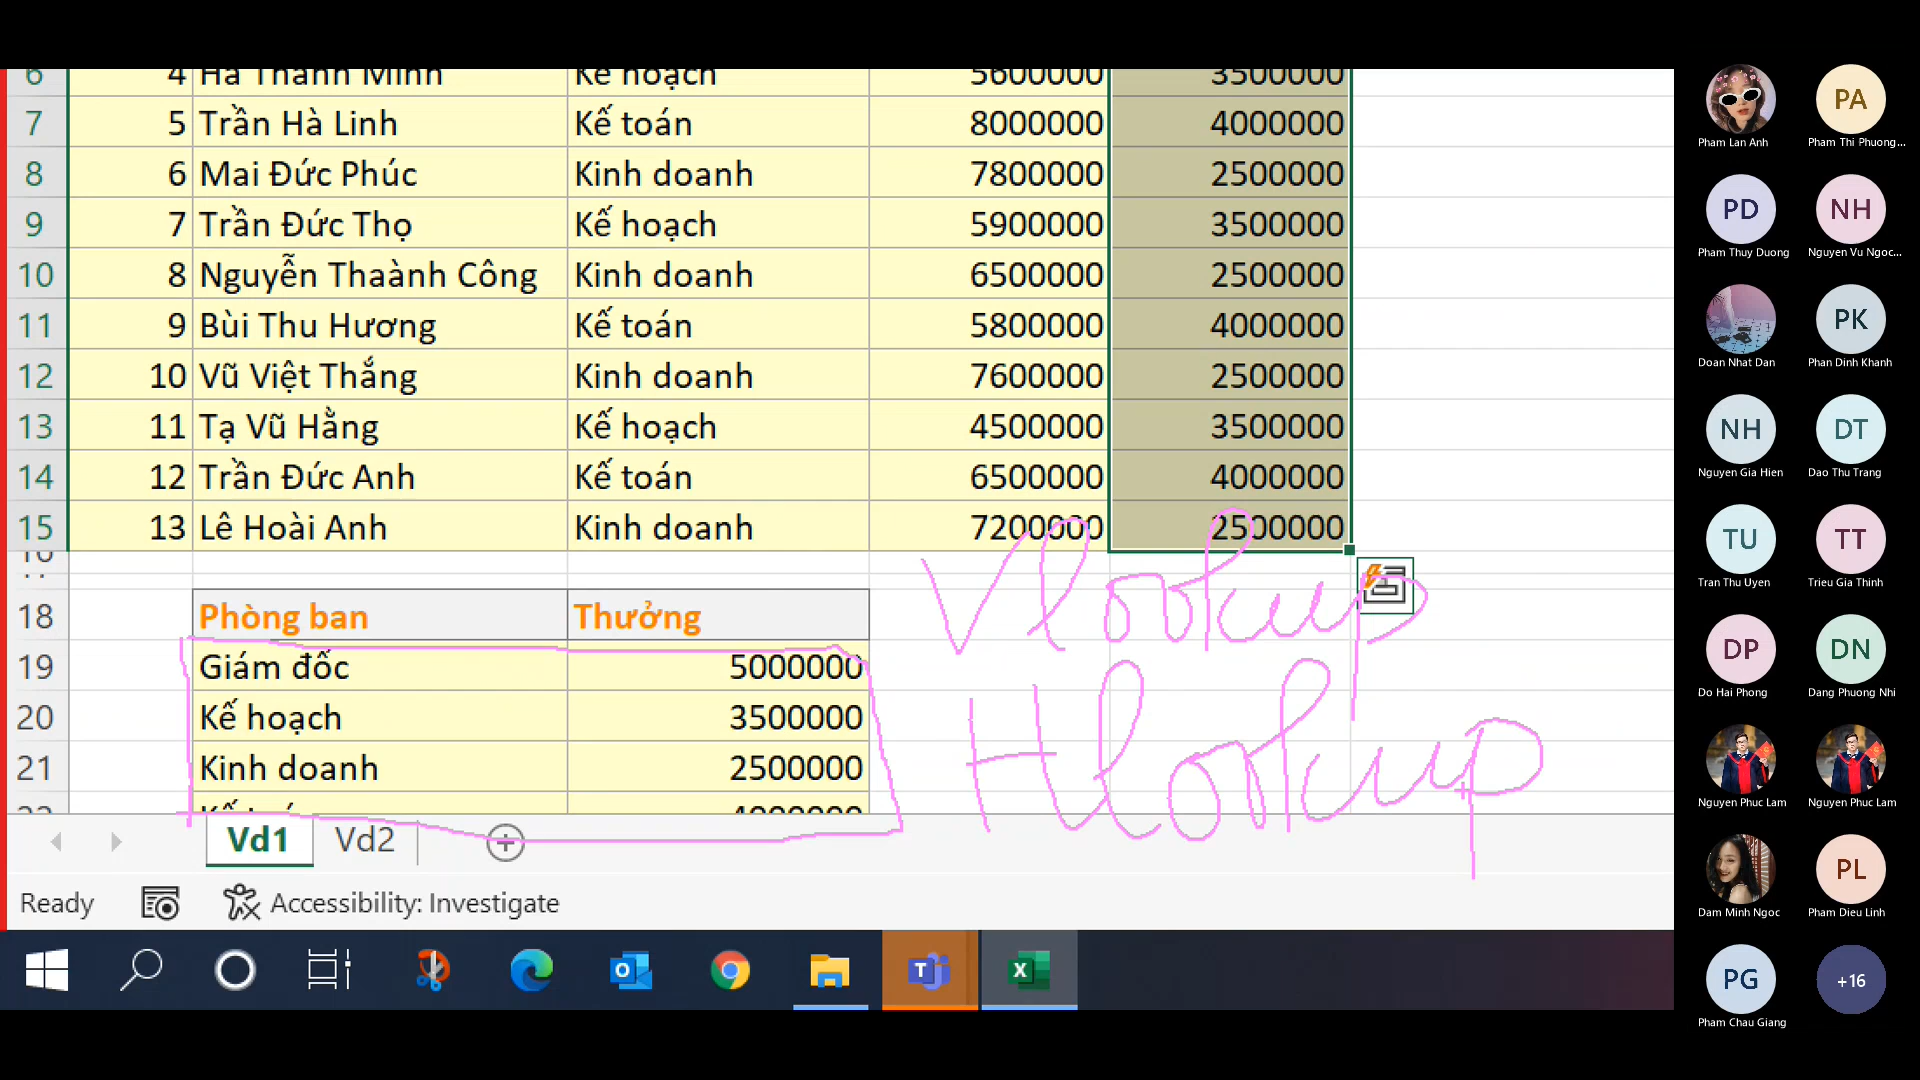 6 4 Hà Thanh Minh Kế hoạch 5600000 3500000
7 5 Trần Hà Linh Kế toán 8000000 4000000
8 6 Mai Đức Phúc Kinh doanh 7800000 2500000
9 7 Trần Đức Thọ Kế hoạch 5900000 3500000
10 8 Nguyễn Thaành Công Kinh doanh 6500000 2500000
11 9 Bùi Thu Hương Kế toán 5800000 4000000
12 10 Vũ Việt Thắng Kinh doanh 7600000 2500000
13 11 Tạ Vũ Hằng Kế hoạch 4500000 3500000
14 12 Trần Đức Anh Kế toán 6500000 4000000
15 13 Lê Hoài Anh Kinh doanh 7200000 2500000
Vlookup
18 Phòng ban Thưởng
19 Giám đốc 5000000
20 Kế hoạch 3500000
Hlookup
21 Kinh doanh 2500000
Vd1 Vd2
Ready Accessibility: Investigate
PA
Pham Lan Anh Pham Thi Phuong...
PD NH
Pham Thuy Duong Nguyen Vu Ngoc...
PK
Doan Nhat Dan Phan Dinh Khanh
NH DT
Nguyen Gia Hien Dao Thu Trang
TU TT
Tran Thu Uyen Trieu Gia Thinh
DP DN
Do Hai Phong Dang Phuong Nhi
Nguyen Phuc Lam Nguyen Phuc Lam
PL
Dam Minh Ngoc Pham Dieu Linh
PG +16
Pham Chau Giang